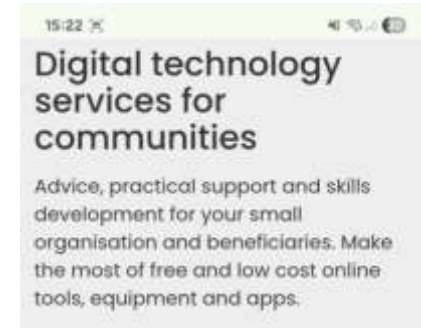 15:22
Digital technology
services for
communities
Advice, practical support and skills
development for your small
organisation and beneficiaries. Make
the most of free and low cost online
tools, equipment and apps.